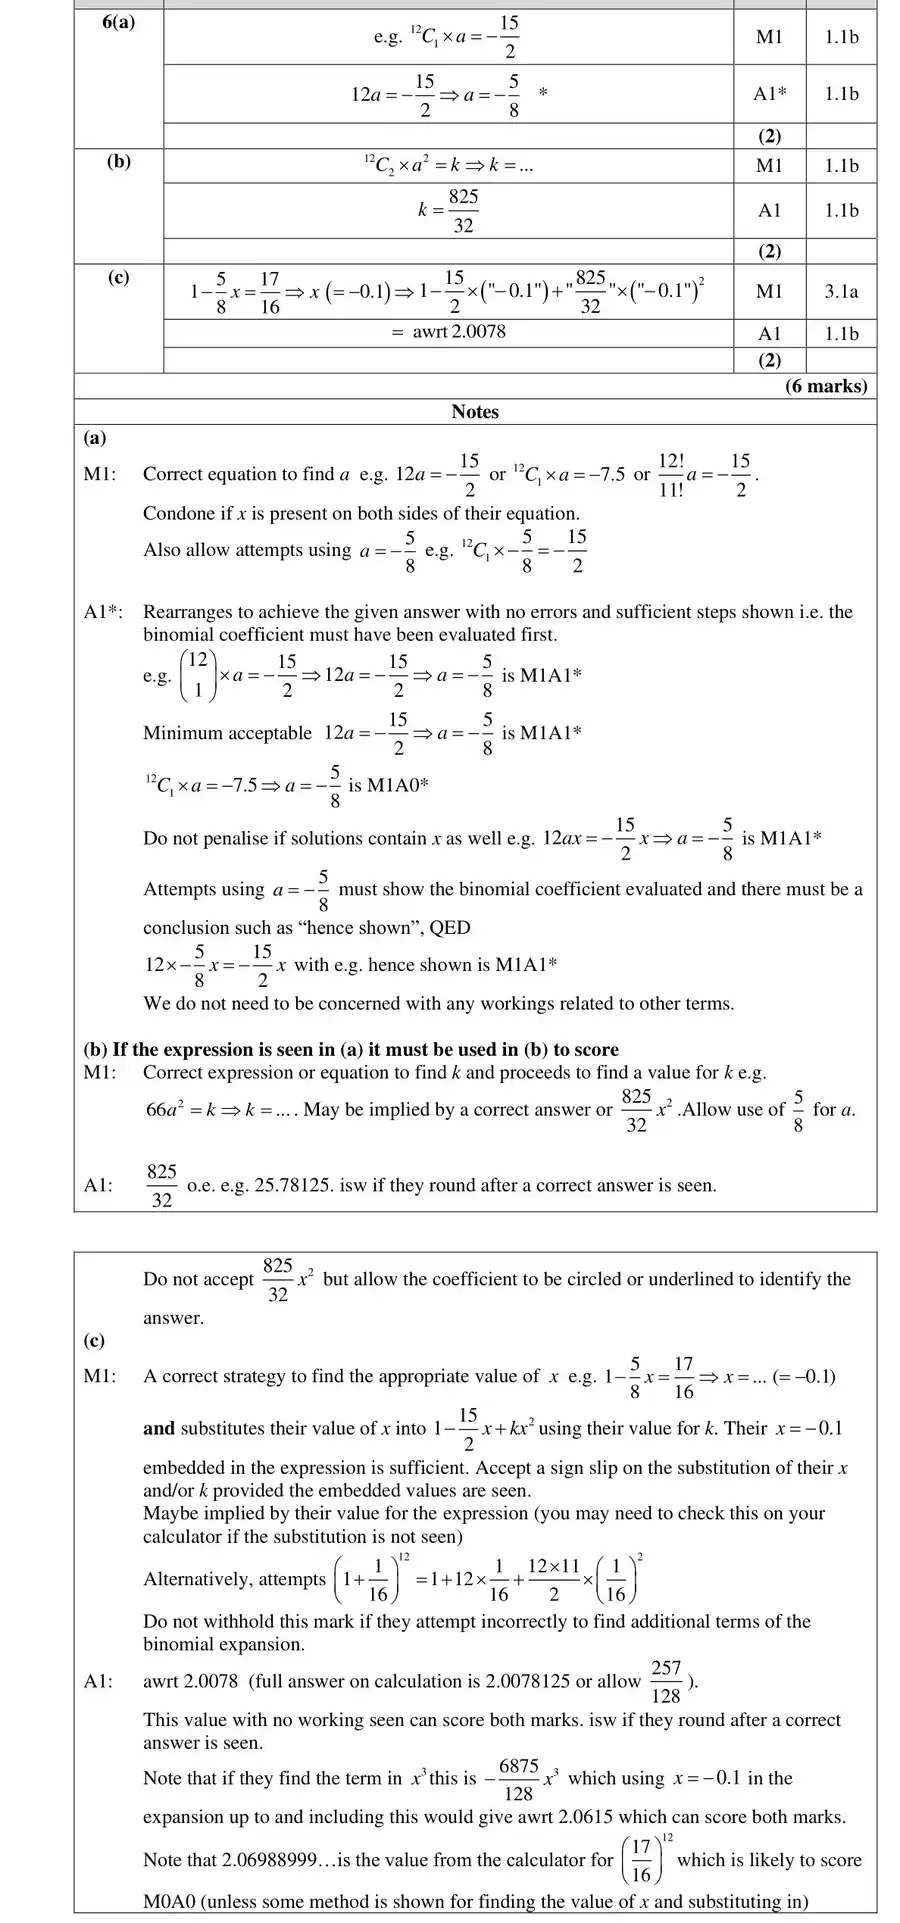 6(a) e.g. ¹²C₁ × a = −15/2 M1 1.1b
12a = −15/2 ⇒ a = −5/8 * A1* 1.1b
(2)
(b) ¹²C₂ × a² = k ⇒ k = ... M1 1.1b
k = 825/32 A1 1.1b
(2)
(c) 1 − 5/8 x = 17/16 ⇒ x (= −0.1) ⇒ 1 − 15/2 × ("− 0.1") + "825/32" × ("− 0.1")² M1 3.1a
= awrt 2.0078 A1 1.1b
(2)
(6 marks)
Notes
(a)
M1: Correct equation to find a e.g. 12a = −15/2 or ¹²C₁ × a = −7.5 or 12!/11! a = −15/2 .
Condone if x is present on both sides of their equation.
Also allow attempts using a = −5/8 e.g. ¹²C₁ × −5/8 = −15/2
A1*: Rearranges to achieve the given answer with no errors and sufficient steps shown i.e. the
binomial coefficient must have been evaluated first.
e.g. (12 1) × a = −15/2 ⇒ 12a = −15/2 ⇒ a = −5/8 is M1A1*
Minimum acceptable 12a = −15/2 ⇒ a = −5/8 is M1A1*
¹²C₁ × a = −7.5 ⇒ a = −5/8 is M1A0*
Do not penalise if solutions contain x as well e.g. 12ax = −15/2 x ⇒ a = −5/8 is M1A1*
Attempts using a = −5/8 must show the binomial coefficient evaluated and there must be a
conclusion such as “hence shown”, QED
12 × −5/8 x = −15/2 x with e.g. hence shown is M1A1*
We do not need to be concerned with any workings related to other terms.
(b) If the expression is seen in (a) it must be used in (b) to score
M1: Correct expression or equation to find k and proceeds to find a value for k e.g.
66a² = k ⇒ k = .... May be implied by a correct answer or 825/32 x² .Allow use of 5/8 for a.
A1: 825/32 o.e. e.g. 25.78125. isw if they round after a correct answer is seen.
Do not accept 825/32 x² but allow the coefficient to be circled or underlined to identify the
answer.
(c)
M1: A correct strategy to find the appropriate value of x e.g. 1 − 5/8 x = 17/16 ⇒ x = ... (= −0.1)
and substitutes their value of x into 1 − 15/2 x + kx² using their value for k. Their x = − 0.1
embedded in the expression is sufficient. Accept a sign slip on the substitution of their x
and/or k provided the embedded values are seen.
Maybe implied by their value for the expression (you may need to check this on your
calculator if the substitution is not seen)
Alternatively, attempts (1 + 1/16)¹² = 1 + 12 × 1/16 + 12×11/2 × (1/16)²
Do not withhold this mark if they attempt incorrectly to find additional terms of the
binomial expansion.
A1: awrt 2.0078 (full answer on calculation is 2.0078125 or allow 257/128 ).
This value with no working seen can score both marks. isw if they round after a correct
answer is seen.
Note that if they find the term in x³ this is −6875/128 x³ which using x = − 0.1 in the
expansion up to and including this would give awrt 2.0615 which can score both marks.
Note that 2.06988999…is the value from the calculator for (17/16)¹² which is likely to score
M0A0 (unless some method is shown for finding the value of x and substituting in)